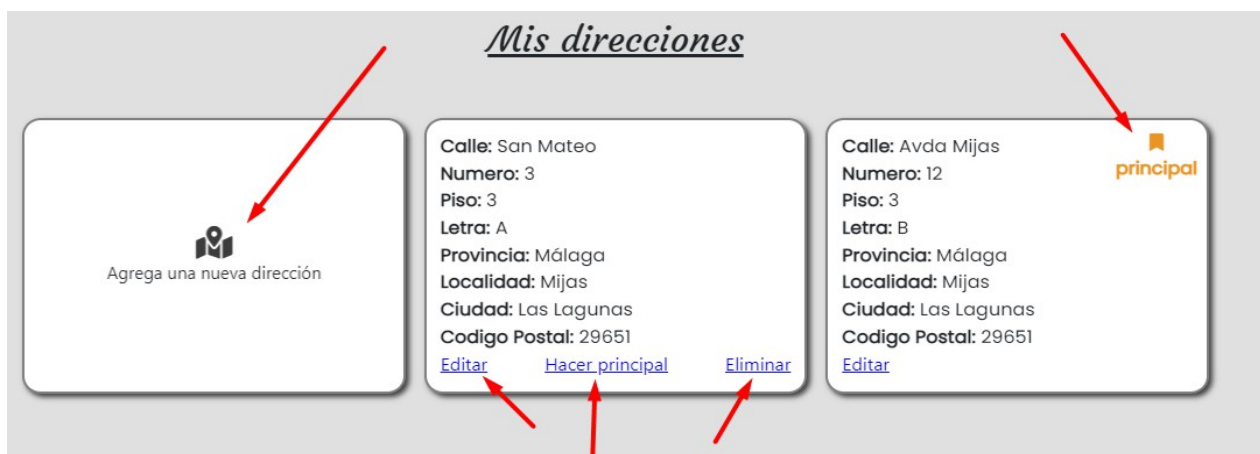 Mis direcciones
Agrega una nueva dirección
Calle: San Mateo
Numero: 3
Piso: 3
Letra: A
Provincia: Málaga
Localidad: Mijas
Ciudad: Las Lagunas
Codigo Postal: 29651
Editar Hacer principal Eliminar
Calle: Avda Mijas
principal
Numero: 12
Piso: 3
Letra: B
Provincia: Málaga
Localidad: Mijas
Ciudad: Las Lagunas
Codigo Postal: 29651
Editar